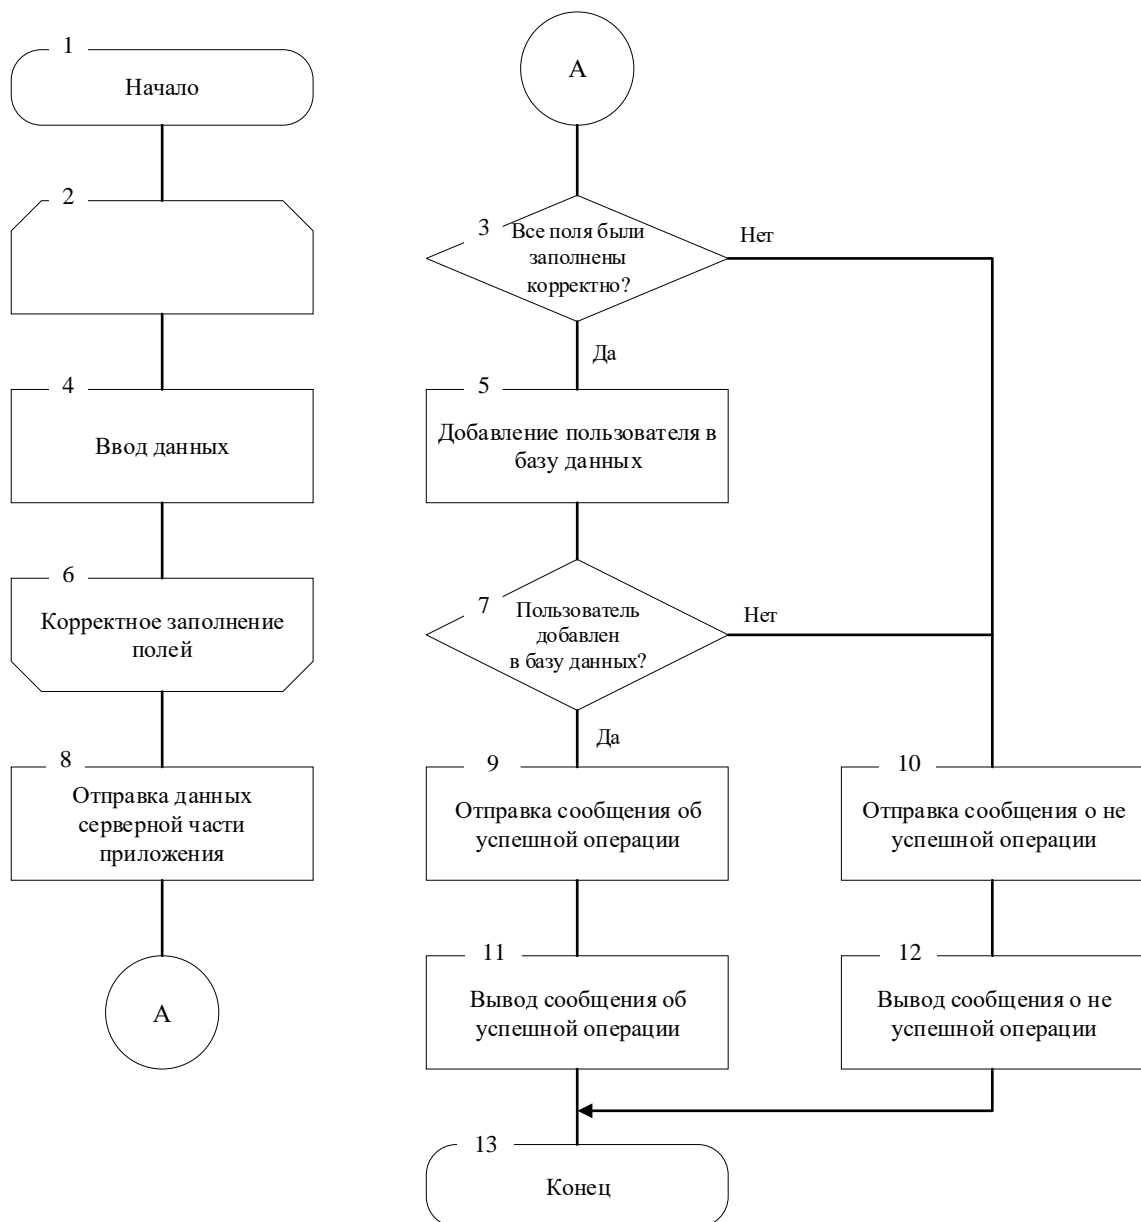 1
Начало
2
4
Ввод данных
6
Корректное заполнение
полей
8
Отправка данных
серверной части
приложения
А
А
3
Все поля были
заполнены
корректно?
Нет
Да
5
Добавление пользователя в
базу данных
7
Пользователь
добавлен
в базу данных?
Нет
Да
9
Отправка сообщения об
успешной операции
10
Отправка сообщения о не
успешной операции
11
Вывод сообщения об
успешной операции
12
Вывод сообщения о не
успешной операции
13
Конец